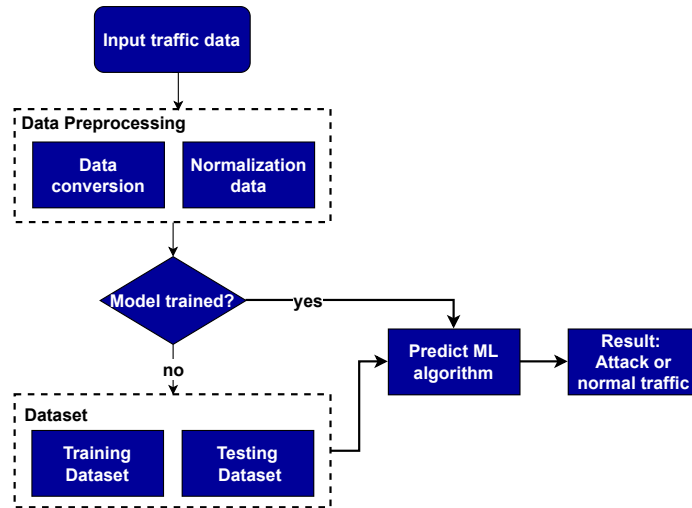 Input traffic data
Data Preprocessing
Data
conversion
Normalization
data
Model trained?
yes
no
Predict ML
algorithm
Result:
Attack or
normal traffic
Dataset
Training
Dataset
Testing
Dataset